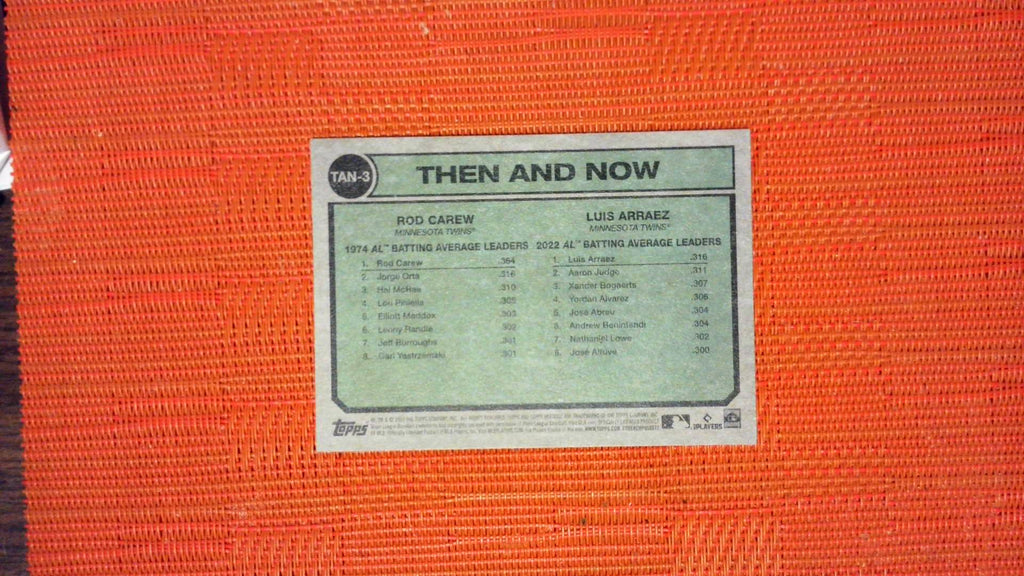 TAN-3
THEN AND NOW
ROD CAREW
MINNESOTA TWINS®
1974 AL™ BATTING AVERAGE LEADERS
1. Rod Carew .364
2. Jorge Orta .316
3. Hal McRae .310
4. Lou Piniella .305
5. Elliott Maddox .303
6. Lenny Randle .302
7. Jeff Burroughs .301
8. Carl Yastrzemski .301
LUIS ARRAEZ
MINNESOTA TWINS®
2022 AL™ BATTING AVERAGE LEADERS
1. Luis Arraez .316
2. Aaron Judge .311
3. Xander Bogaerts .307
4. Yordan Alvarez .306
5. José Abreu .304
6. Andrew Benintendi .304
7. Nathaniel Lowe .302
8. Jose Altuve .300
Topps
PLAYERS